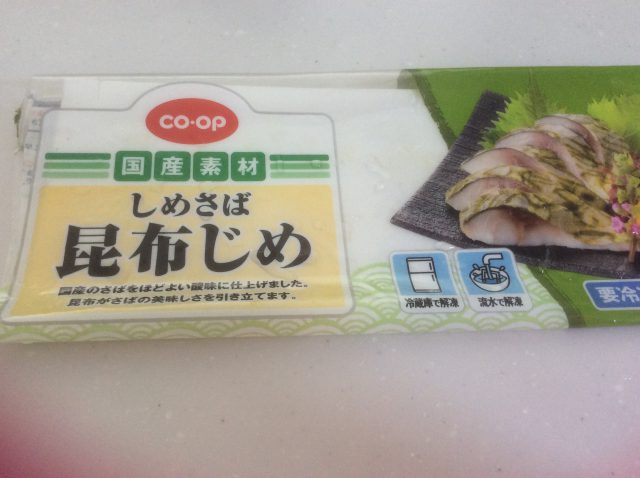 CO·OP
国産素材
しめさば
昆布じめ
国産のさばをほどよい酸味に仕上げました。
昆布がさばの美味しさを引き立てます。
冷蔵庫で解凍
流水で解凍
要冷